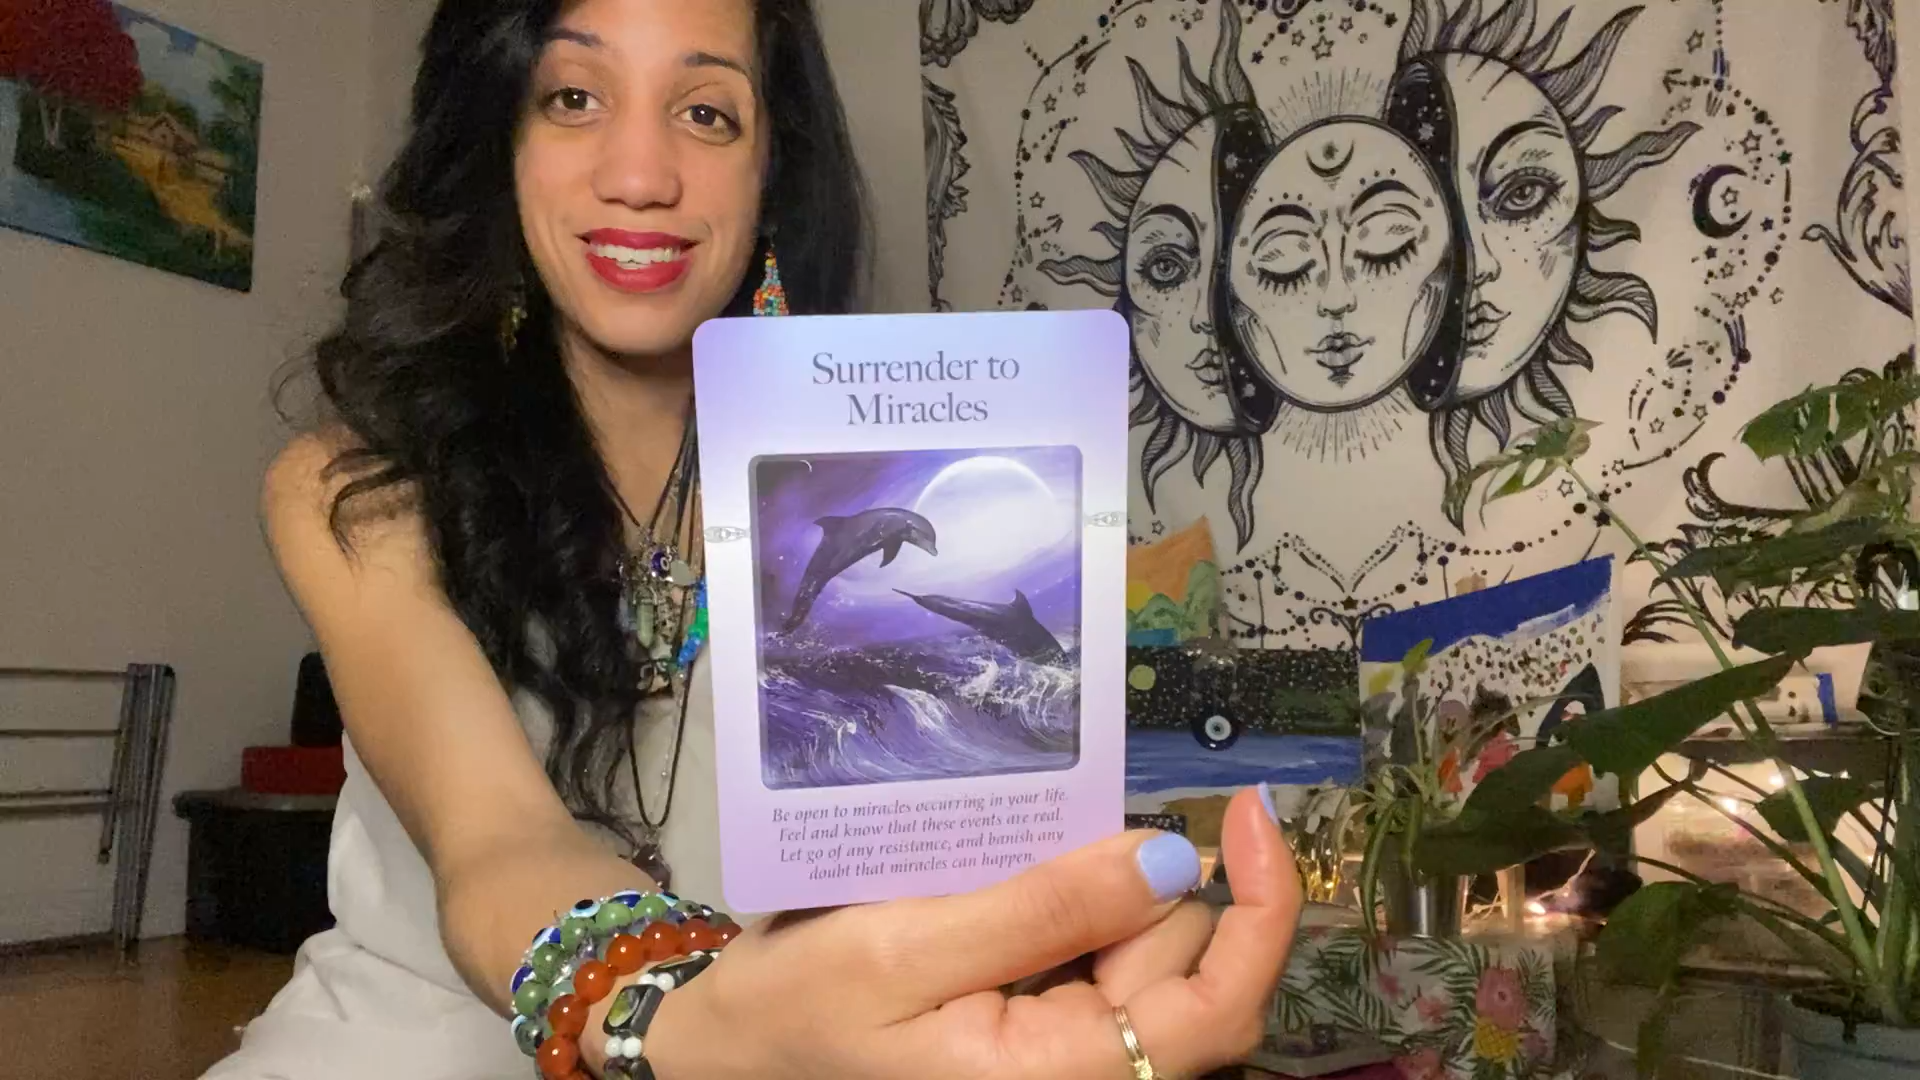 Surrender to
Miracles
Be open to miracles occurring in your life.
Feel and know that these events are real.
Let go of any resistance, and banish any
doubt that miracles can happen.